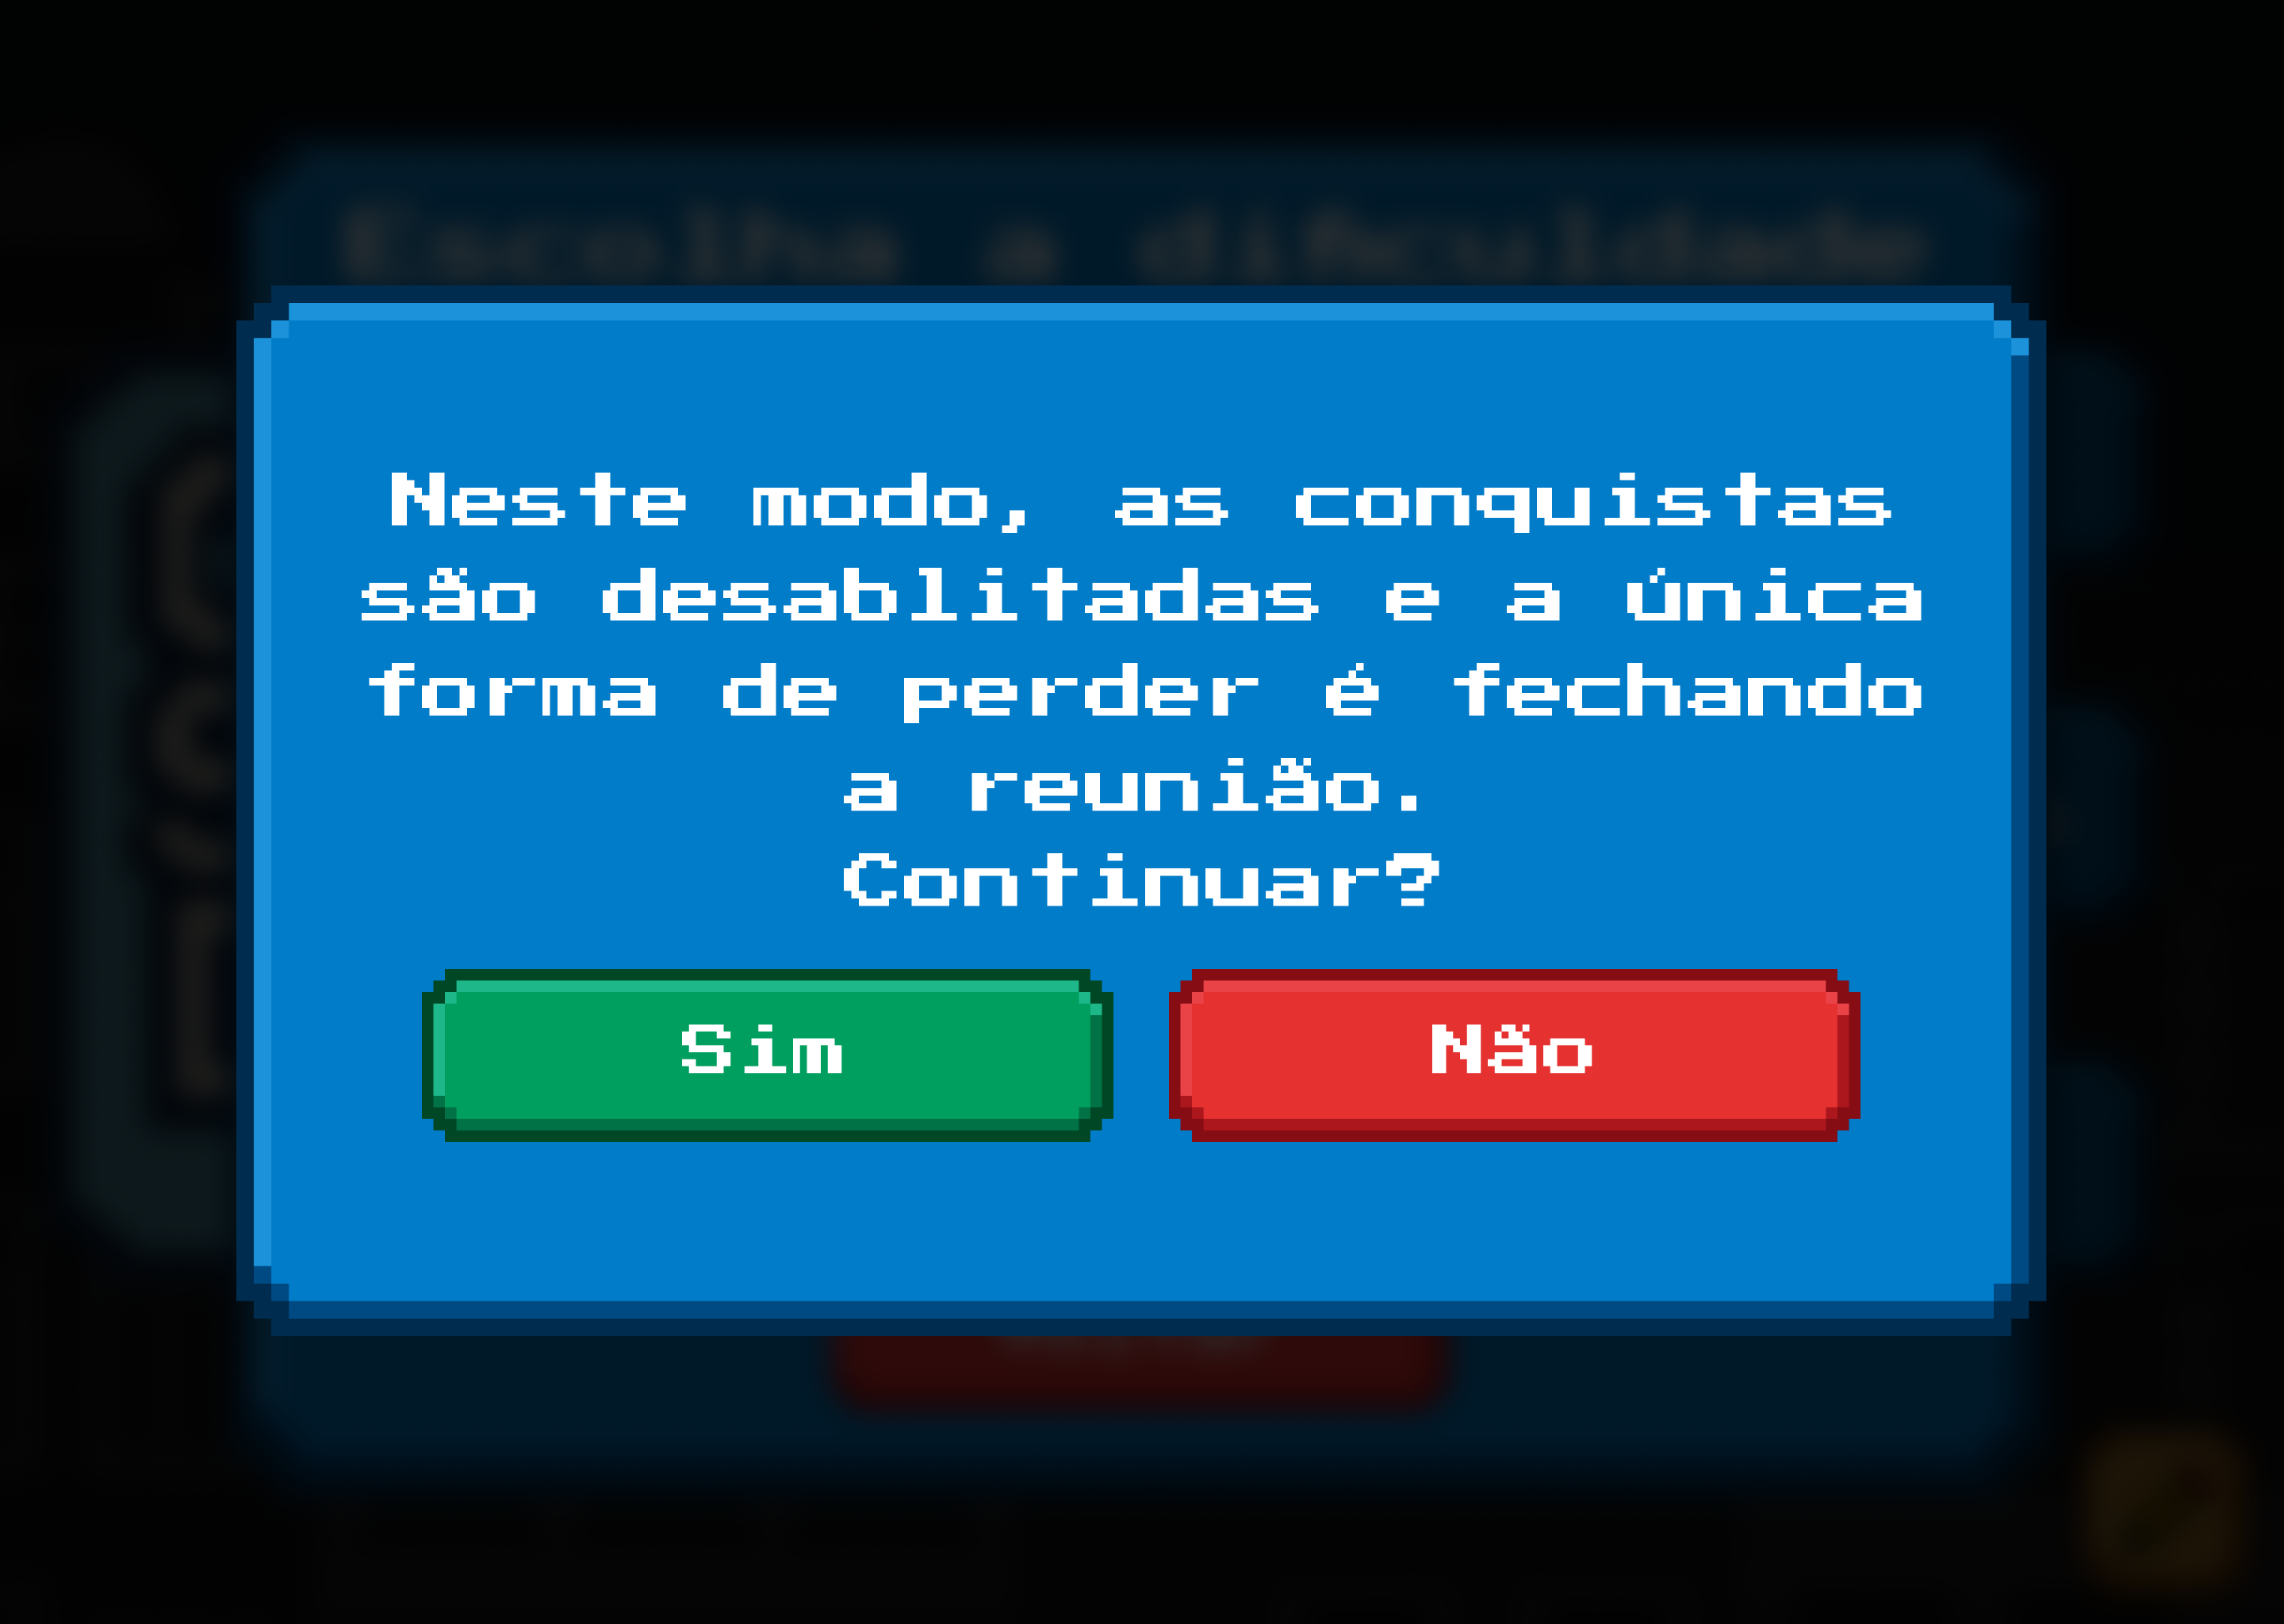 Escolha a dificuldade
Neste modo, as conquistas
são desablitadas e a única
forma de perder é fechando
a reunião.
Continuar?
Sim Não